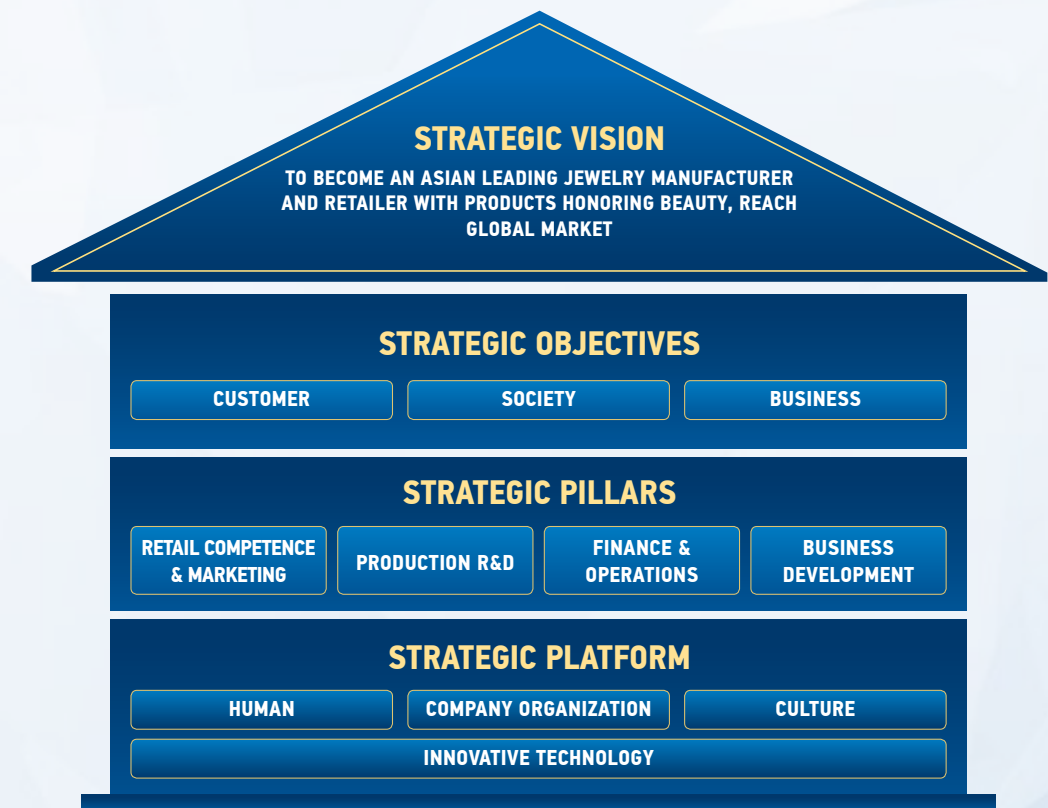 STRATEGIC VISION
TO BECOME AN ASIAN LEADING JEWELRY MANUFACTURER
AND RETAILER WITH PRODUCTS HONORING BEAUTY, REACH
GLOBAL MARKET
STRATEGIC OBJECTIVES
CUSTOMER
SOCIETY
BUSINESS
STRATEGIC PILLARS
RETAIL COMPETENCE
& MARKETING
PRODUCTION R&D
FINANCE &
OPERATIONS
BUSINESS
DEVELOPMENT
STRATEGIC PLATFORM
HUMAN
COMPANY ORGANIZATION
CULTURE
INNOVATIVE TECHNOLOGY